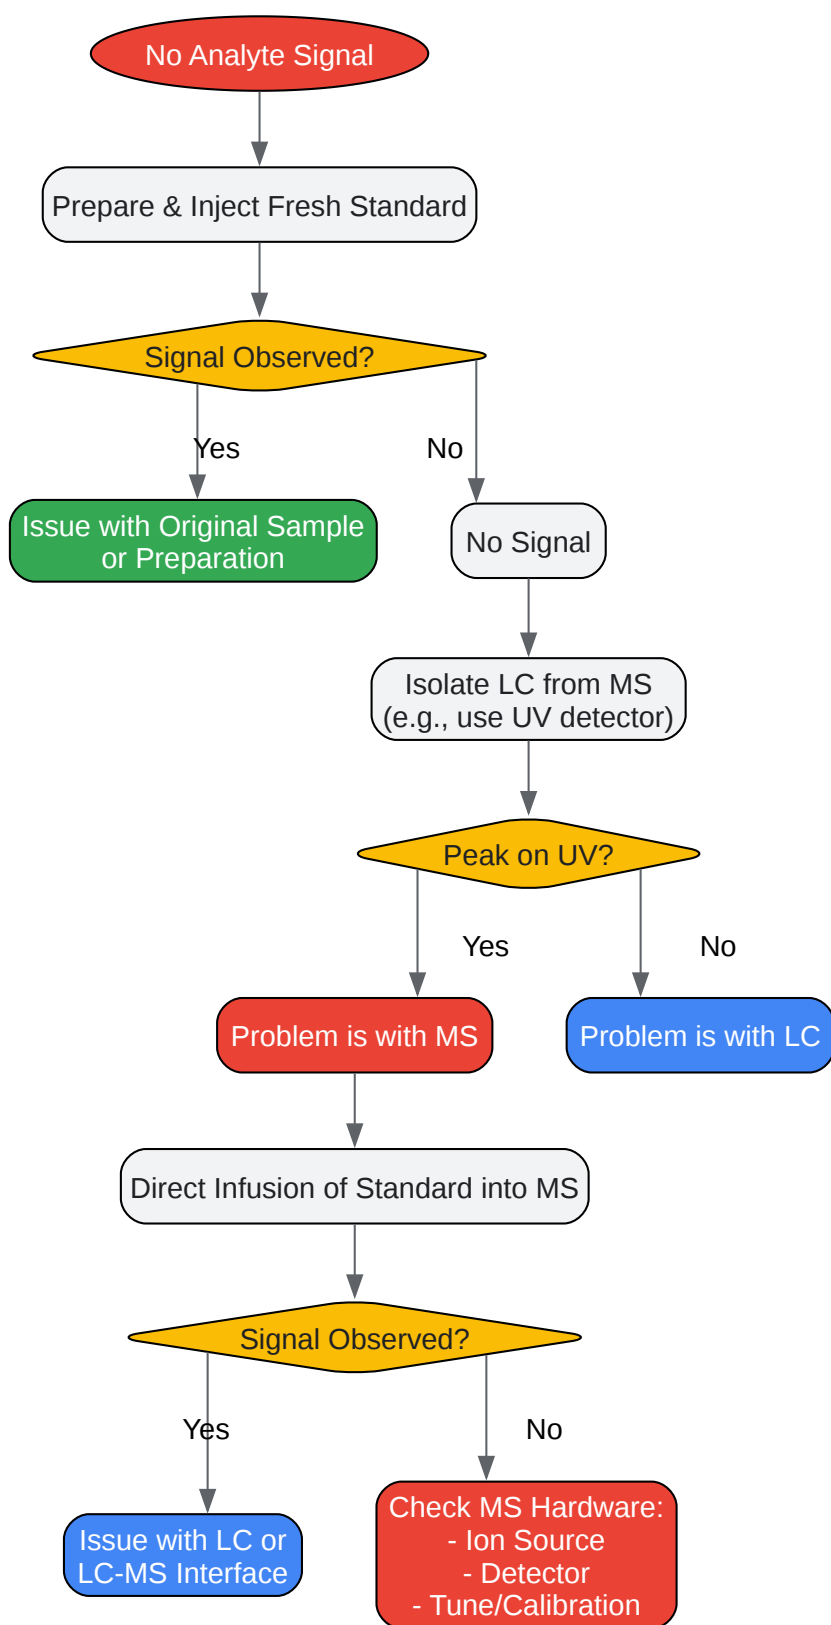 No Analyte Signal
Prepare & Inject Fresh Standard
Signal Observed?
Yes
No
Issue with Original Sample
or Preparation
No Signal
Isolate LC from MS
(e.g., use UV detector)
Peak on UV?
Yes
No
Problem is with MS
Problem is with LC
Direct Infusion of Standard into MS
Signal Observed?
Yes
No
Issue with LC or
LC-MS Interface
Check MS Hardware:
- Ion Source
- Detector
- Tune/Calibration